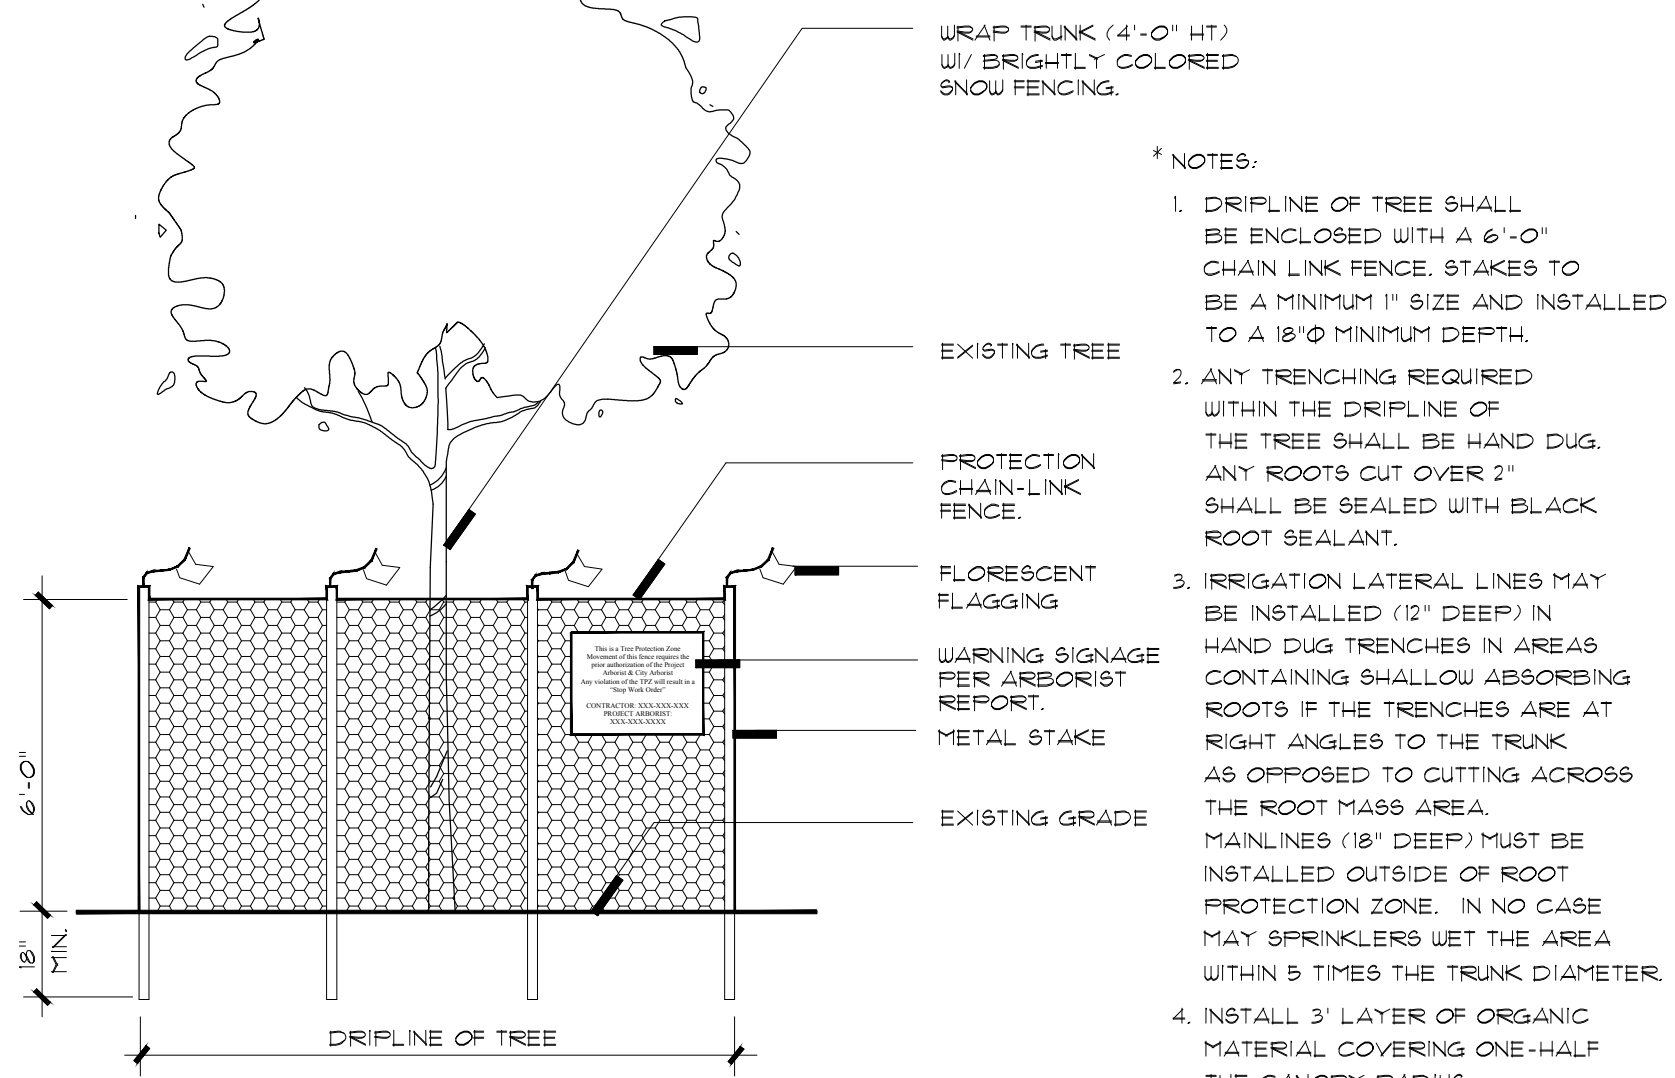 WRAP TRUNK (4'-0" HT)
W/ BRIGHTLY COLORED
SNOW FENCING.
* NOTES:
1. DRIPLINE OF TREE SHALL
BE ENCLOSED WITH A 6'-0"
CHAIN LINK FENCE. STAKES TO
BE A MINIMUM 1" SIZE AND INSTALLED
TO A 18"Φ MINIMUM DEPTH.
2. ANY TRENCHING REQUIRED
WITHIN THE DRIPLINE OF
THE TREE SHALL BE HAND DUG.
ANY ROOTS CUT OVER 2"
SHALL BE SEALED WITH BLACK
ROOT SEALANT.
3. IRRIGATION LATERAL LINES MAY
BE INSTALLED (12" DEEP) IN
HAND DUG TRENCHES IN AREAS
CONTAINING SHALLOW ABSORBING
ROOTS IF THE TRENCHES ARE AT
RIGHT ANGLES TO THE TRUNK
AS OPPOSED TO CUTTING ACROSS
THE ROOT MASS AREA.
MAINLINES (18" DEEP) MUST BE
INSTALLED OUTSIDE OF ROOT
PROTECTION ZONE. IN NO CASE
MAY SPRINKLERS WET THE AREA
WITHIN 5 TIMES THE TRUNK DIAMETER.
4. INSTALL 3' LAYER OF ORGANIC
MATERIAL COVERING ONE-HALF
THE CANOPY RADIUS
EXISTING TREE
PROTECTION
CHAIN-LINK
FENCE.
FLORESCENT
FLAGGING
WARNING SIGNAGE
PER ARBORIST
REPORT.
METAL STAKE
EXISTING GRADE
This is a Tree Protection Zone
Movement of this fence requires the
prior authorization of the Project
Arborist & City Arborist
Any violation of the TPZ will result in a
"Stop Work Order"
CONTRACTOR: XXX-XXX-XXX
PROJECT ARBORIST:
XXX-XXX-XXXX
6'-0"
18"
MIN.
DRIPLINE OF TREE